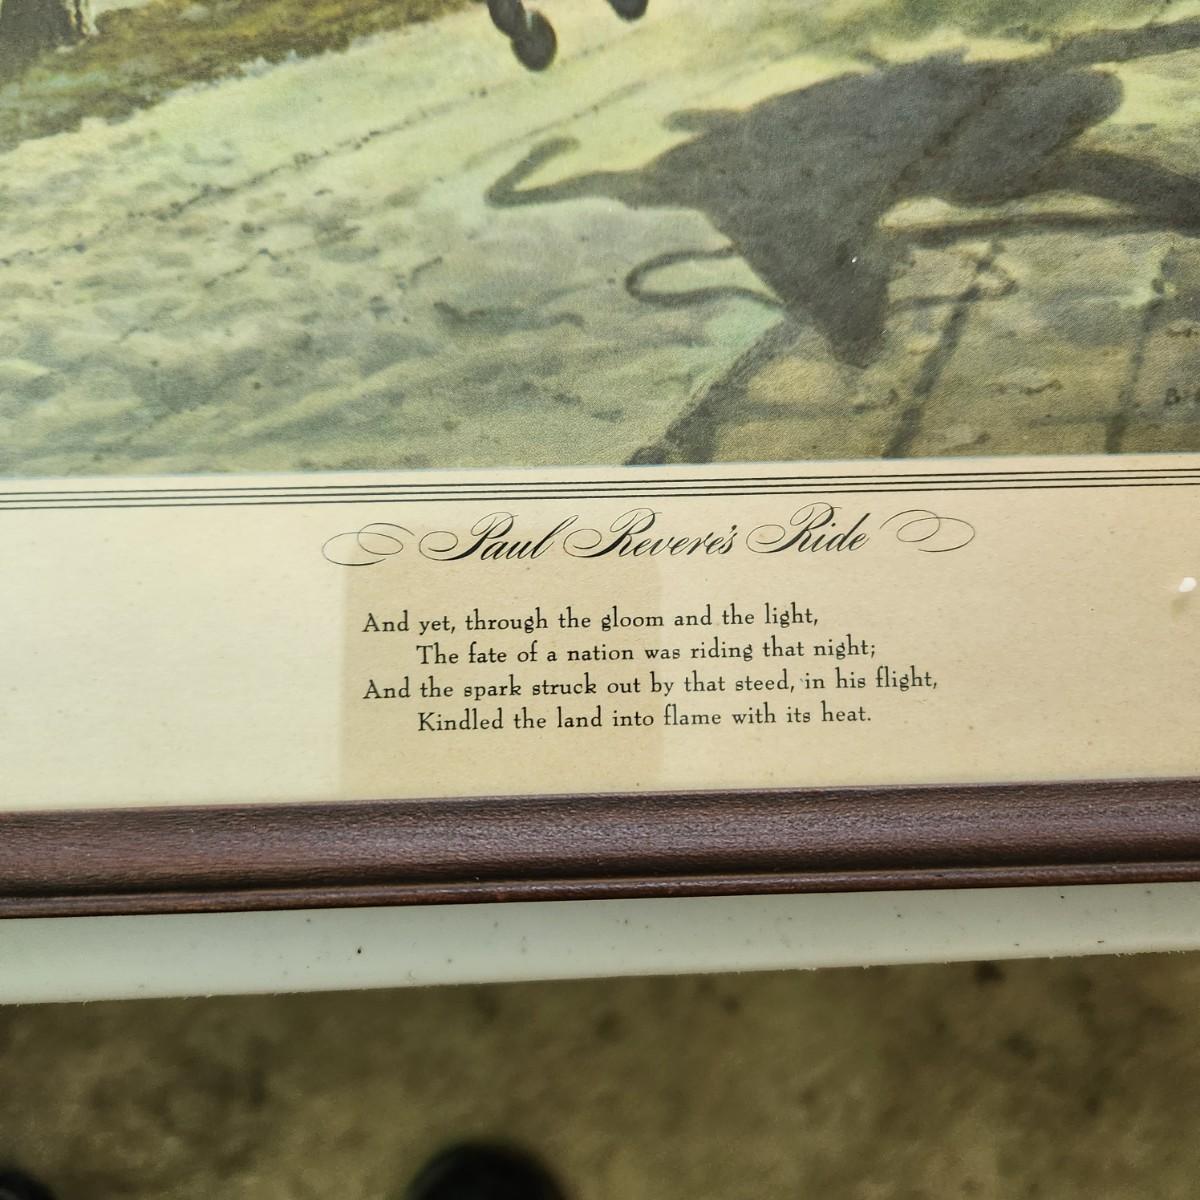 Paul Revere's Ride
And yet, through the gloom and the light,
The fate of a nation was riding that night;
And the spark struck out by that steed, in his flight,
Kindled the land into flame with its heat.